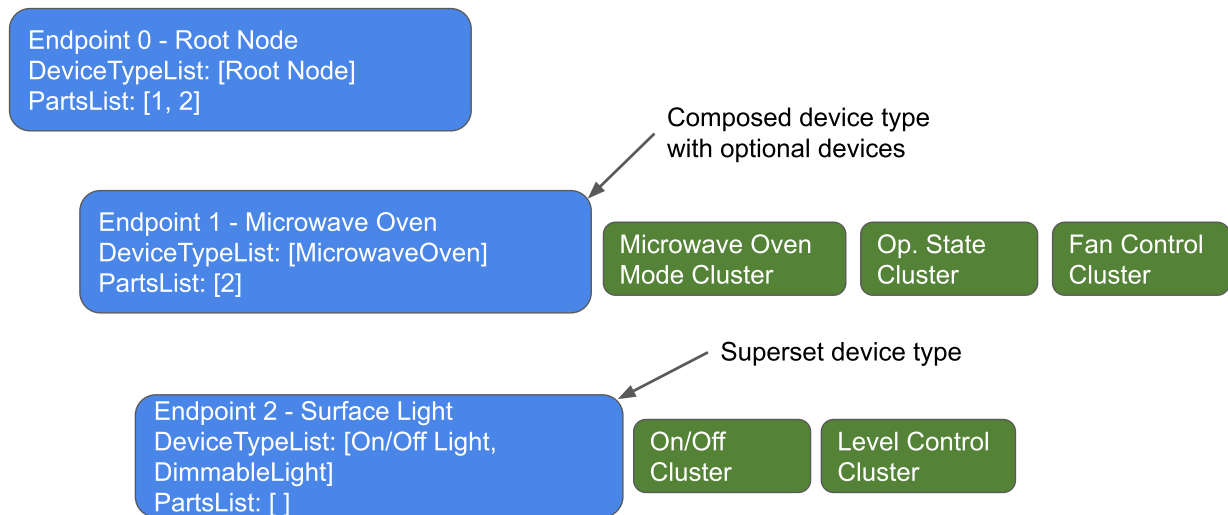 Endpoint 0 - Root Node
DeviceTypeList: [Root Node]
PartsList: [1, 2]
Composed device type
with optional devices
Endpoint 1 - Microwave Oven
DeviceTypeList: [MicrowaveOven]
PartsList: [2]
Microwave Oven
Mode Cluster
Op. State
Cluster
Fan Control
Cluster
Superset device type
Endpoint 2 - Surface Light
DeviceTypeList: [On/Off Light,
DimmableLight]
PartsList: [ ]
On/Off
Cluster
Level Control
Cluster